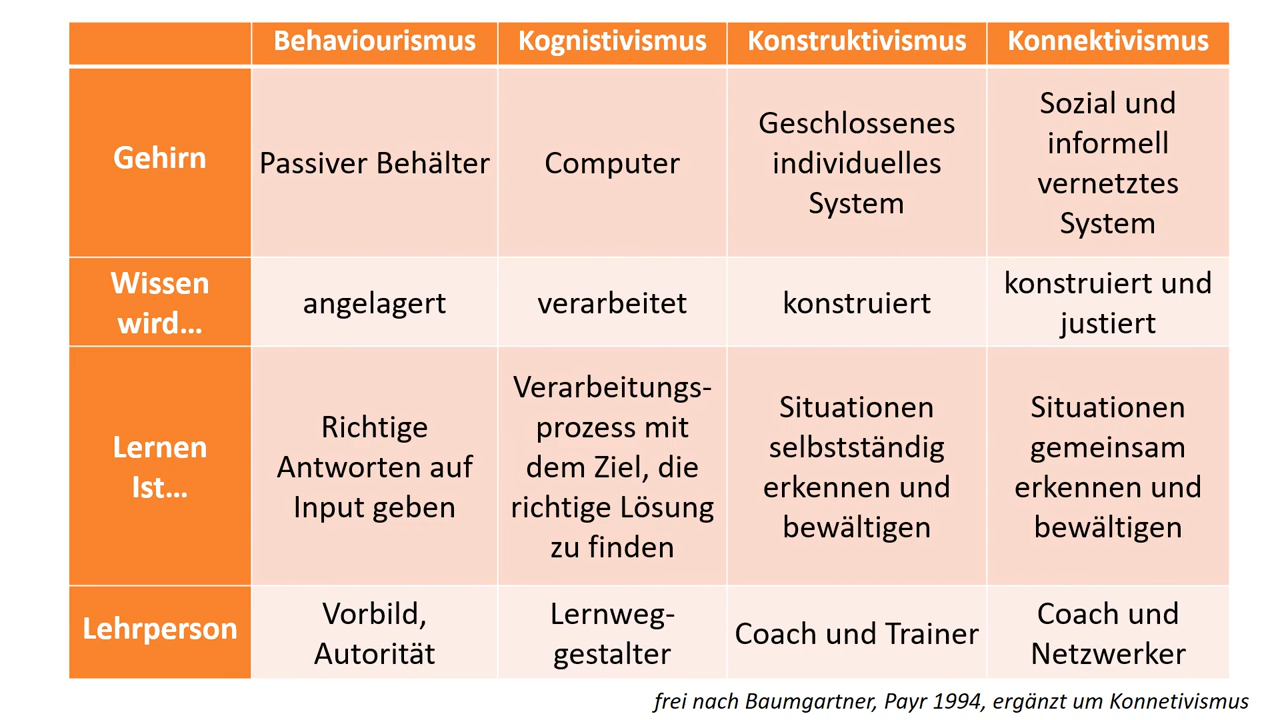 Behaviourismus Kognistivismus Konstruktivismus Konnektivismus
Gehirn
Passiver Behälter
Computer
Geschlossenes
individuelles
System
Sozial und
informell
vernetztes
System
Wissen
wird…
angelagert
verarbeitet
konstruiert
konstruiert und
justiert
Lernen
Ist…
Richtige
Antworten auf
Input geben
Verarbeitungs-
prozess mit
dem Ziel, die
richtige Lösung
zu finden
Situationen
selbstständig
erkennen und
bewältigen
Situationen
gemeinsam
erkennen und
bewältigen
Lehrperson
Vorbild,
Autorität
Lernweg-
gestalter
Coach und Trainer
Coach und
Netzwerker
frei nach Baumgartner, Payr 1994, ergänzt um Konnetivismus